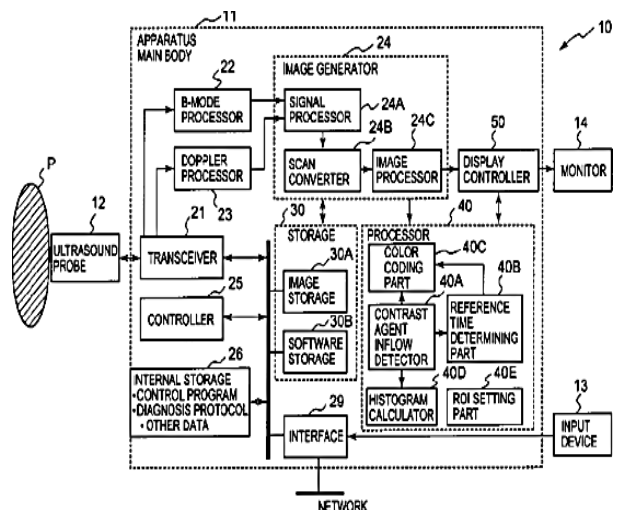 11
10
APPARATUS
MAIN BODY
22
24
B-MODE
PROCESSOR
IMAGE GENERATOR
SIGNAL
PROCESSOR
24A
24B
24C
50
14
P
DOPPLER
PROCESSOR
SCAN
CONVERTER
IMAGE
PROCESSOR
DISPLAY
CONTROLLER
MONITOR
12
23
21
30
40
ULTRASOUND
PROBE
TRANSCEIVER
STORAGE
PROCESSOR
30A
IMAGE
STORAGE
COLOR
CODING
PART
40C
40B
25
CONTROLLER
40A
CONTRAST
AGENT
INFLOW
DETECTOR
REFERENCE
TIME
DETERMINING
PART
30B
SOFTWARE
STORAGE
26
INTERNAL STORAGE
•CONTROL PROGRAM
•DIAGNOSIS PROTOCOL
• OTHER DATA
40D
40E
HISTOGRAM
CALCULATOR
ROI SETTING
PART
13
29
INTERFACE
INPUT
DEVICE
NETWORK